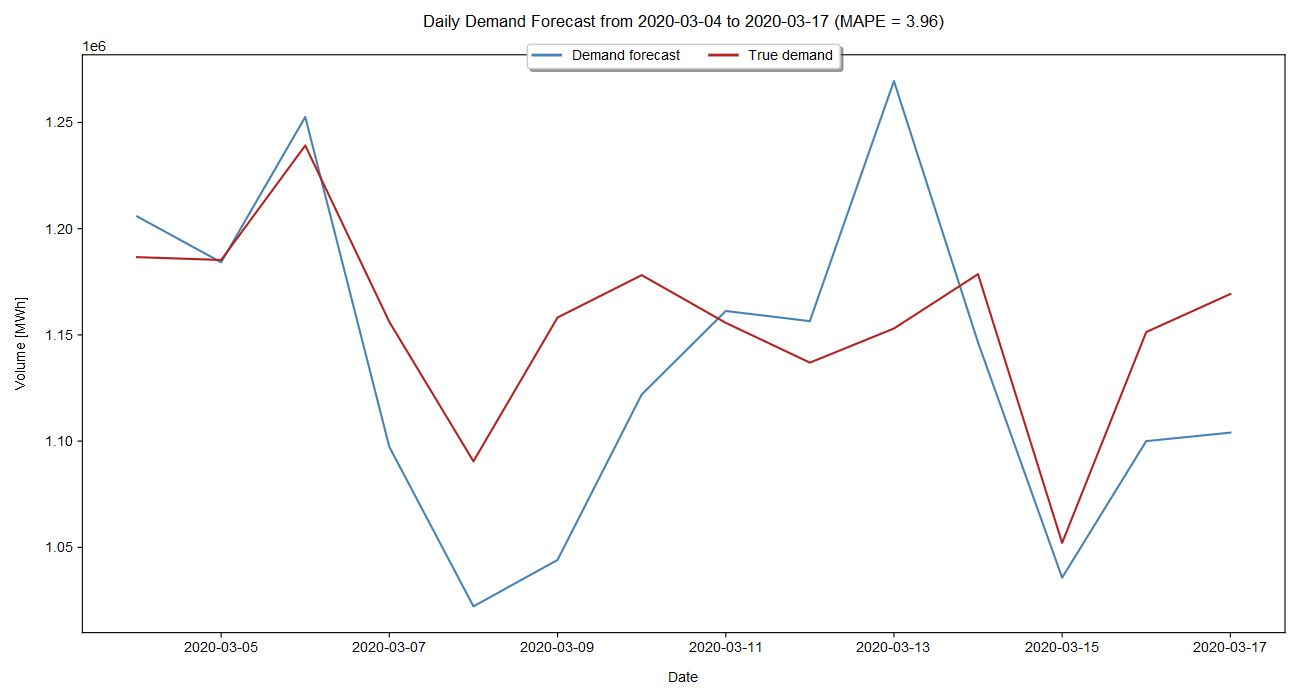 Daily Demand Forecast from 2020-03-04 to 2020-03-17 (MAPE = 3.96)
1e6
Demand forecast True demand
1.25
1.20
1.15
1.10
1.05
Volume [MWh]
2020-03-05 2020-03-07 2020-03-09 2020-03-11 2020-03-13 2020-03-15 2020-03-17
Date